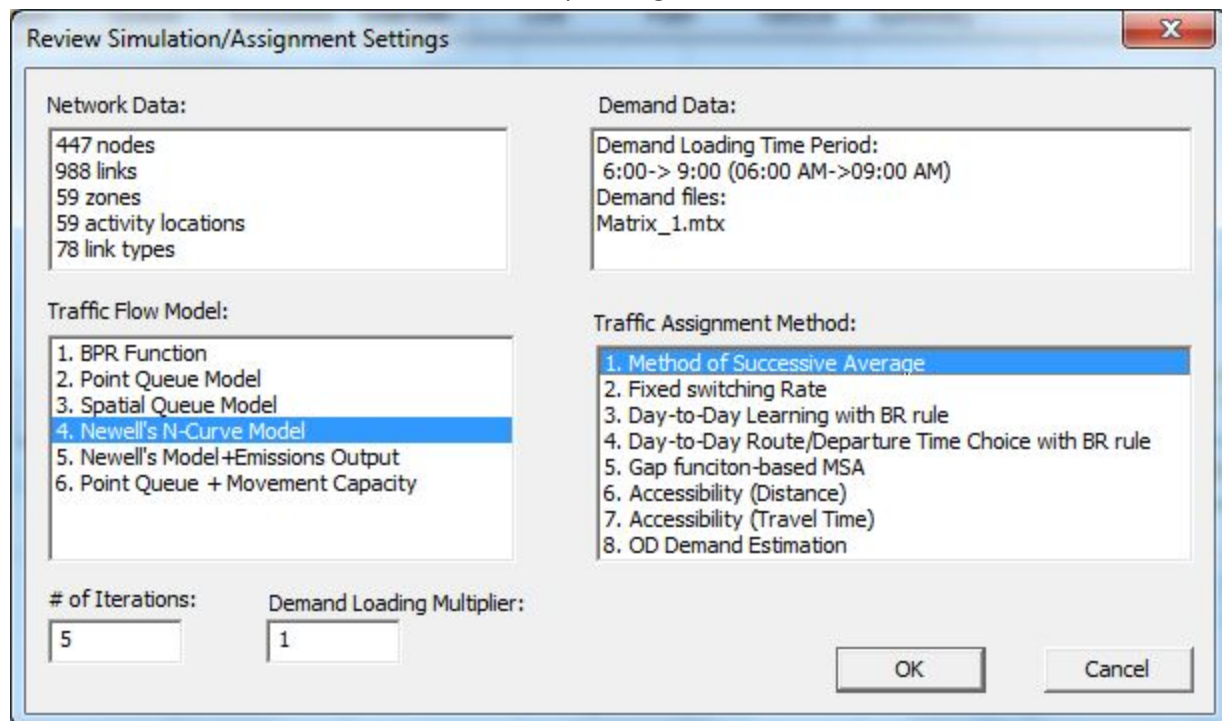 Review Simulation/Assignment Settings
Network Data:
447 nodes
988 links
59 zones
59 activity locations
78 link types
Demand Data:
Demand Loading Time Period:
6:00-> 9:00 (06:00 AM->09:00 AM)
Demand files:
Matrix_1.mtx
Traffic Flow Model:
1. BPR Function
2. Point Queue Model
3. Spatial Queue Model
4. Newell's N-Curve Model
5. Newell's Model+Emissions Output
6. Point Queue + Movement Capacity
Traffic Assignment Method:
1. Method of Successive Average
2. Fixed switching Rate
3. Day-to-Day Learning with BR rule
4. Day-to-Day Route/Departure Time Choice with BR rule
5. Gap funciton-based MSA
6. Accessibility (Distance)
7. Accessibility (Travel Time)
8. OD Demand Estimation
# of Iterations:
5
Demand Loading Multiplier:
1
OK
Cancel